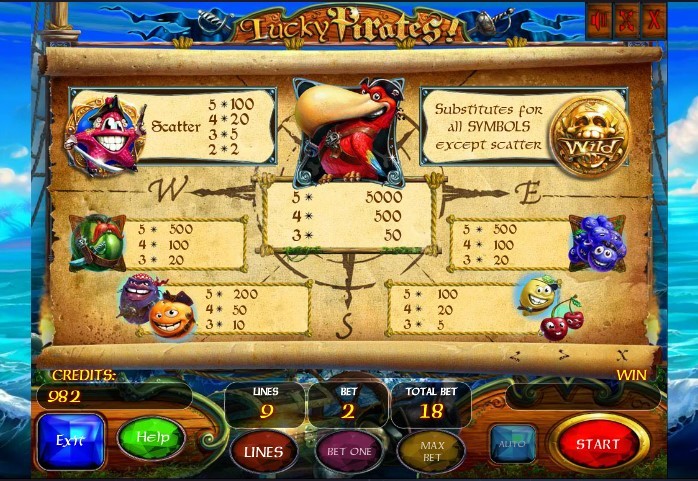 Lucky Pirates!
X
Scatter
5 * 100
4 * 20
3 * 5
2 * 2
Substitutes for
all SYMBOLS
except scatter
Wild
W
E
5 * 5000
4 * 500
3 * 50
5 * 500
4 * 100
3 * 20
5 * 500
4 * 100
3 * 20
5 * 200
4 * 50
3 * 10
5 * 100
4 * 20
3 * 5
S
< > X
CREDITS:
982
LINES
9
BET
2
TOTAL BET
18
WIN
Exit
Help
LINES
BET ONE
MAX
BET
AUTO
START